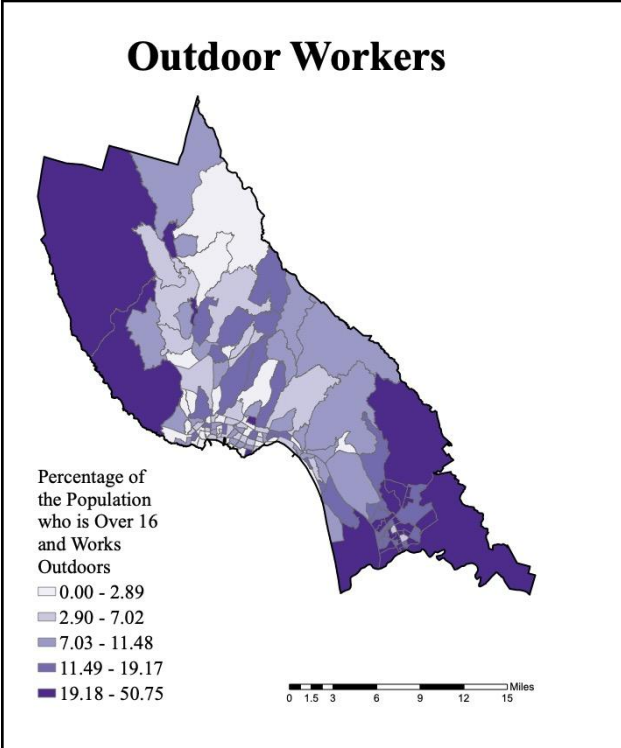 Outdoor Workers
Percentage of
the Population
who is Over 16
and Works
Outdoors
0.00 - 2.89
2.90 - 7.02
7.03 - 11.48
11.49 - 19.17
19.18 - 50.75
Miles
0 1.5 3 6 9 12 15